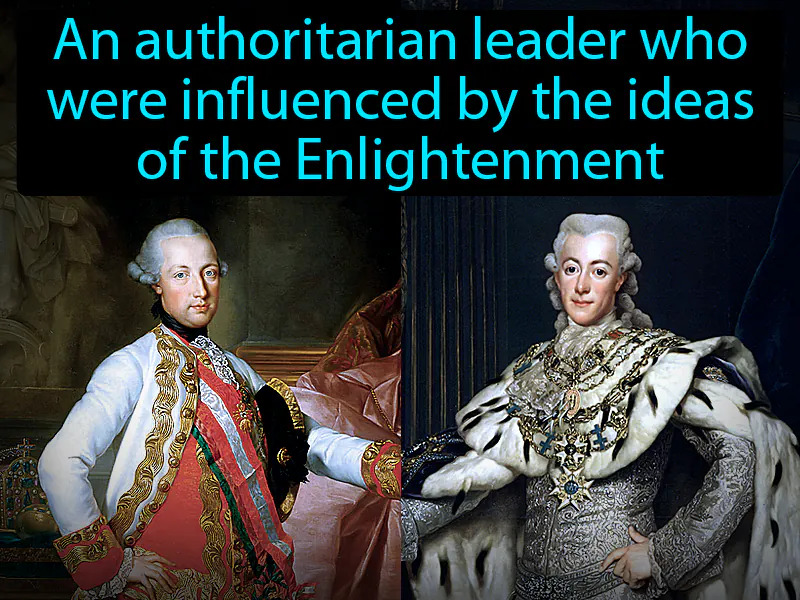 An authoritarian leader who
were influenced by the ideas
of the Enlightenment